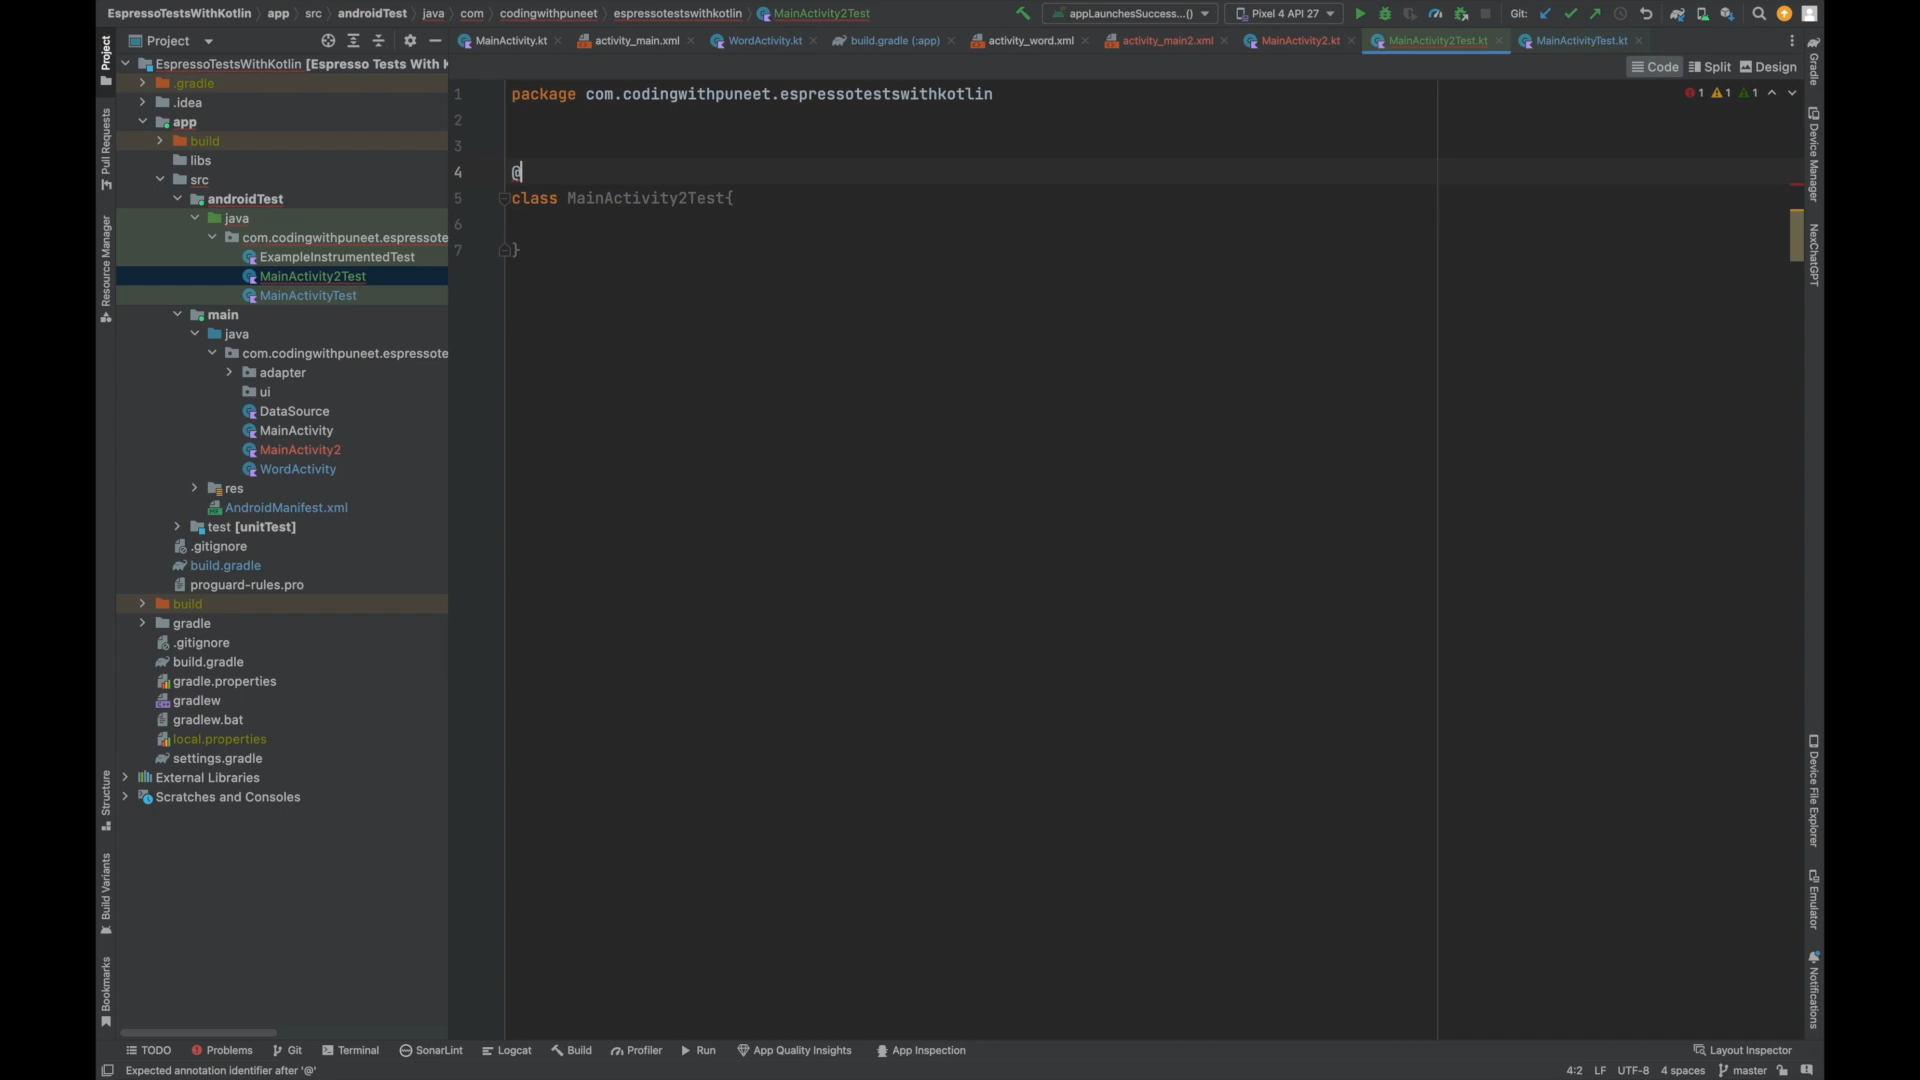 EspressoTestsWithKotlin app src androidTest java com codingwithpuneet espressotestswithkotlin MainActivity2Test
appLaunchesSuccess...() Pixel 4 API 27 Git:
Project
MainActivity.kt activity_main.xml WordActivity.kt build.gradle (:app) activity_word.xml activity_main2.xml MainActivity2.kt MainActivity2Test.kt MainActivityTest.kt
Code Split Design
EspressoTestsWithKotlin [Espresso Tests With K
.gradle
.idea
app
build
libs
src
androidTest
java
com.codingwithpuneet.espressote
ExampleInstrumentedTest
MainActivity2Test
MainActivityTest
main
java
com.codingwithpuneet.espressote
adapter
ui
DataSource
MainActivity
MainActivity2
WordActivity
res
AndroidManifest.xml
test [unitTest]
.gitignore
build.gradle
proguard-rules.pro
build
gradle
.gitignore
build.gradle
gradle.properties
gradlew
gradlew.bat
local.properties
settings.gradle
External Libraries
Scratches and Consoles
1 package com.codingwithpuneet.espressotestswithkotlin
2
3
4 @
5 class MainActivity2Test{
6
7 }
1 1 1
Project
Pull Requests
Resource Manager
Structure
Build Variants
Bookmarks
Gradle
Device Manager
NexChatGPT
Device File Explorer
Emulator
Notifications
TODO Problems Git Terminal SonarLint Logcat Build Profiler Run App Quality Insights App Inspection Layout Inspector
Expected annotation identifier after '@' 4:2 LF UTF-8 4 spaces master